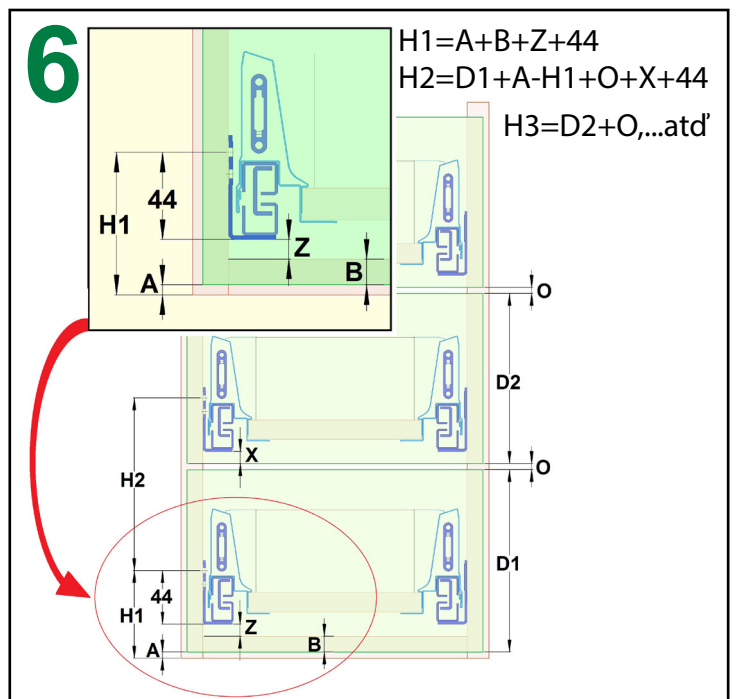 6
H1=A+B+Z+44
H2=D1+A-H1+O+X+44
H3=D2+O,...atď
44
H1
Z
B
A
O
D2
X
O
H2
D1
44
H1
Z
B
A